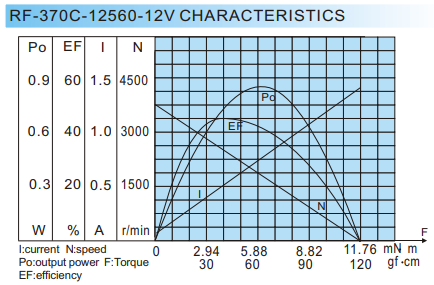 RF-370C-12560-12V CHARACTERISTICS
Po EF I N
0.9 60 1.5 4500
Po
0.6 40 1.0 3000
EF
0.3 20 0.5 1500
I
N
W % A r/min
F
I:current N:speed
0 2.94 5.88 8.82 11.76 mN m
Po:output power F:Torque
30 60 90 120 gf·cm
EF:efficiency